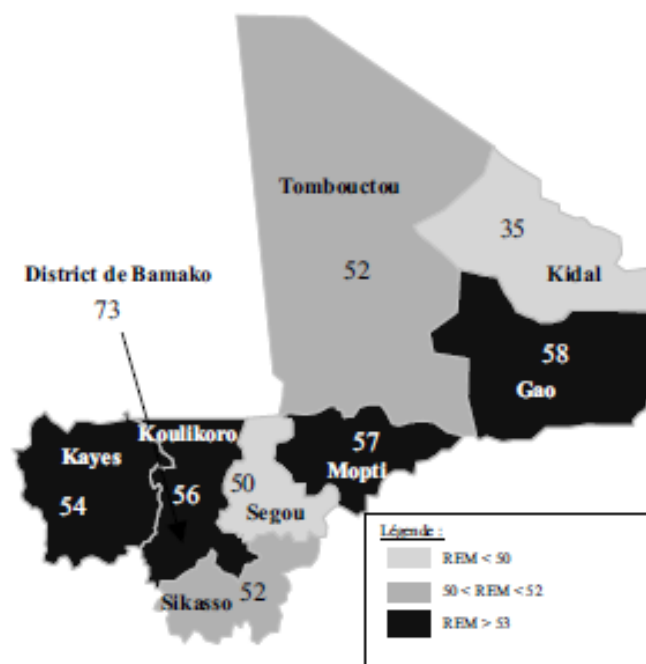 Tombouctou
35
52
Kidal
District de Bamako
73
58
Gao
Koulikoro
57
Mopti
Kayes
54
56
50
Segou
Sikasso
52
Légende :
REM < 50
50 < REM < 52
REM > 53